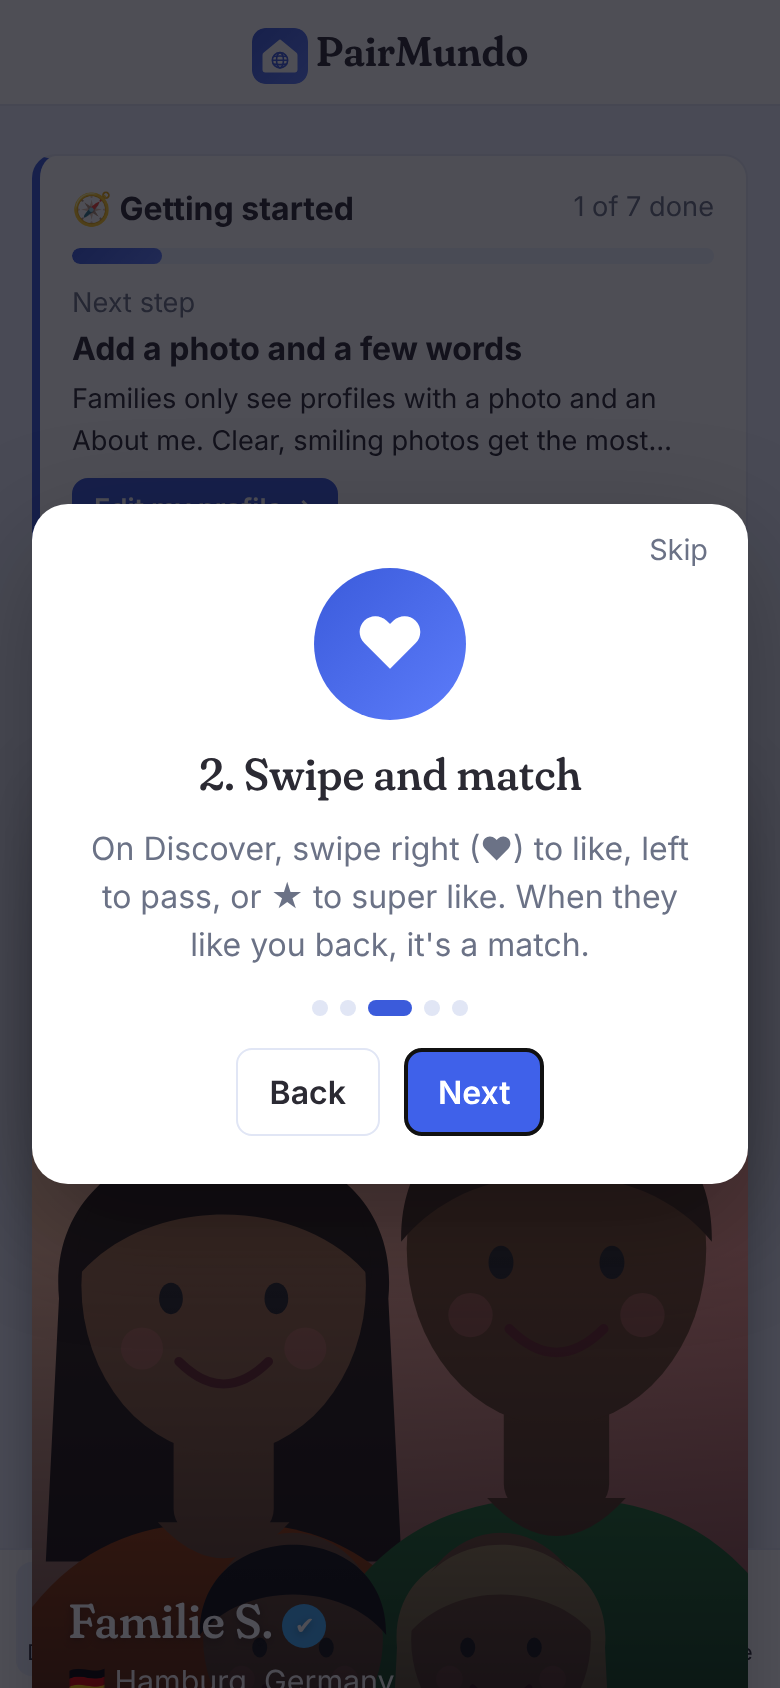 PairMundo
🧭 Getting started
1 of 7 done
Next step
Add a photo and a few words
Families only see profiles with a photo and an
About me. Clear, smiling photos get the most...
Edit my profile →
Skip
2. Swipe and match
On Discover, swipe right (♥) to like, left
to pass, or ★ to super like. When they
like you back, it's a match.
Back
Next
Familie S. ✔
🇩🇪 Hamburg, Germany